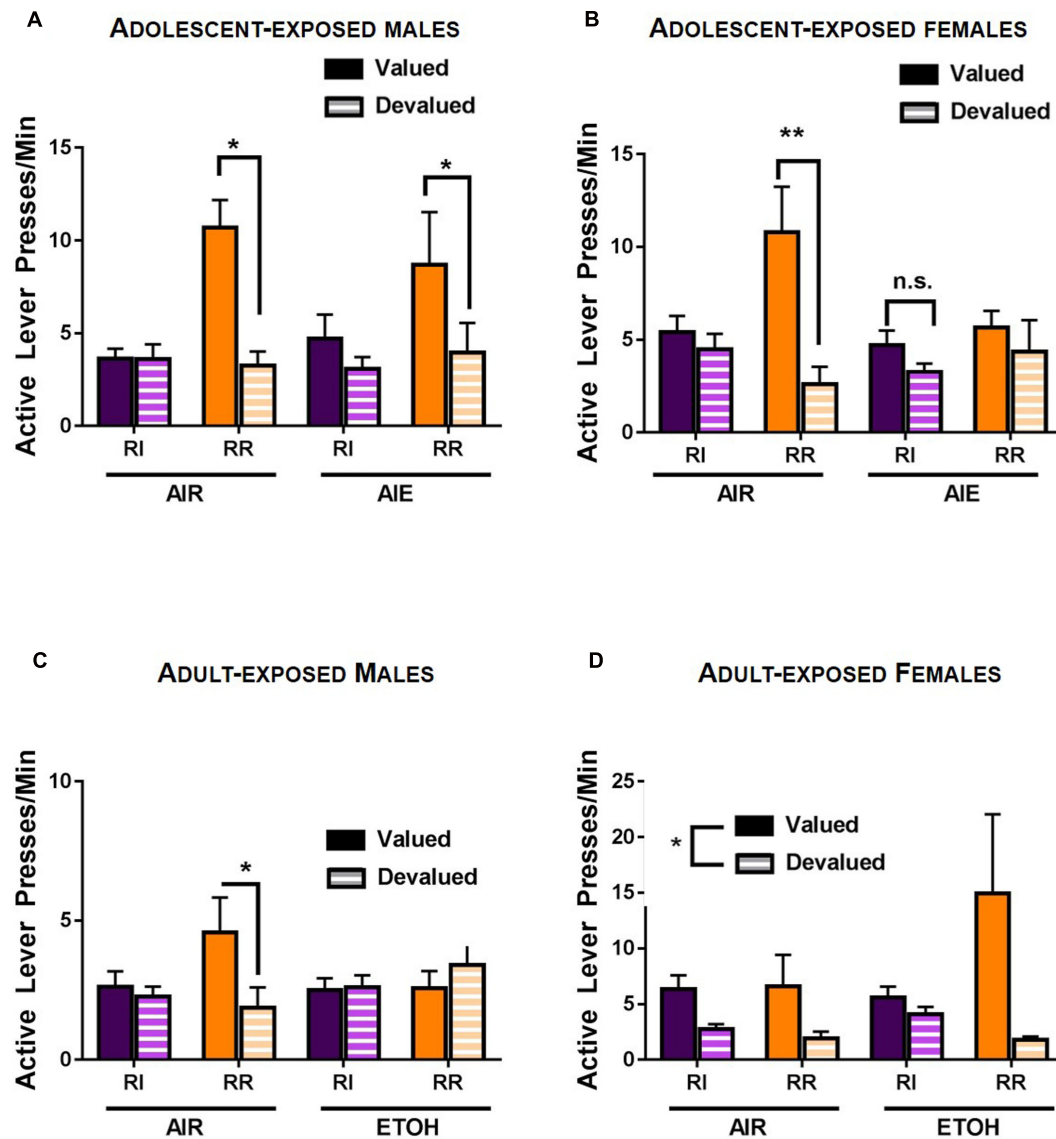 A
ADOLESCENT-EXPOSED MALES
Valued
Devalued
Active Lever Presses/Min
15
10
5
0
*
*
RI
RR
RI
RR
AIR
AIE
B
ADOLESCENT-EXPOSED FEMALES
Valued
Devalued
Active Lever Presses/Min
15
10
5
0
**
n.s.
RI
RR
RI
RR
AIR
AIE
C
ADULT-EXPOSED MALES
Valued
Devalued
Active Lever Presses/Min
10
5
0
*
RI
RR
RI
RR
AIR
ETOH
D
ADULT-EXPOSED FEMALES
* Valued
Devalued
Active Lever Presses/Min
25
20
15
10
5
0
RI
RR
RI
RR
AIR
ETOH